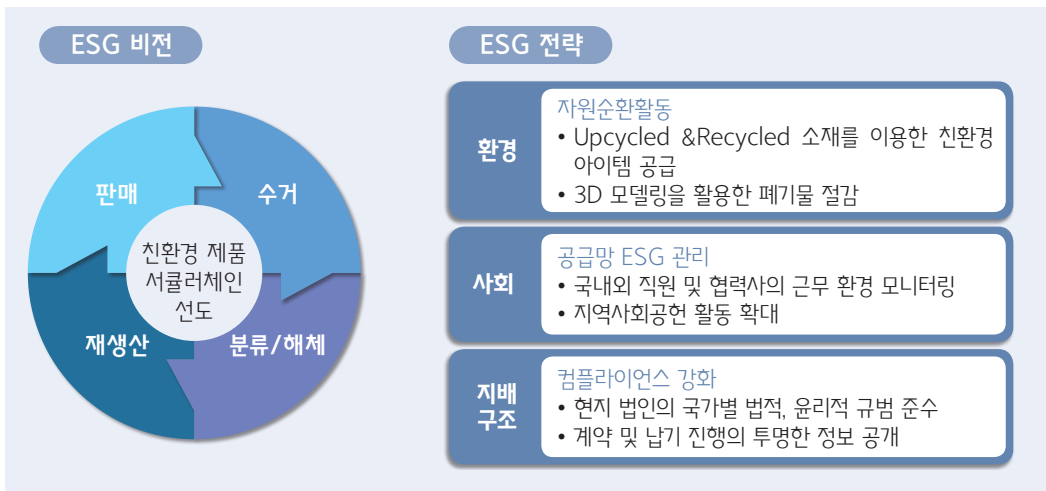 ESG 비전
판매
수거
친환경 제품
서큘러체인
선도
재생산
분류/해체
ESG 전략
환경
자원순환활동
• Upcycled &Recycled 소재를 이용한 친환경
아이템 공급
• 3D 모델링을 활용한 폐기물 절감
사회
공급망 ESG 관리
• 국내외 직원 및 협력사의 근무 환경 모니터링
• 지역사회공헌 활동 확대
지배
구조
컴플라이언스 강화
• 현지 법인의 국가별 법적, 윤리적 규범 준수
• 계약 및 납기 진행의 투명한 정보 공개